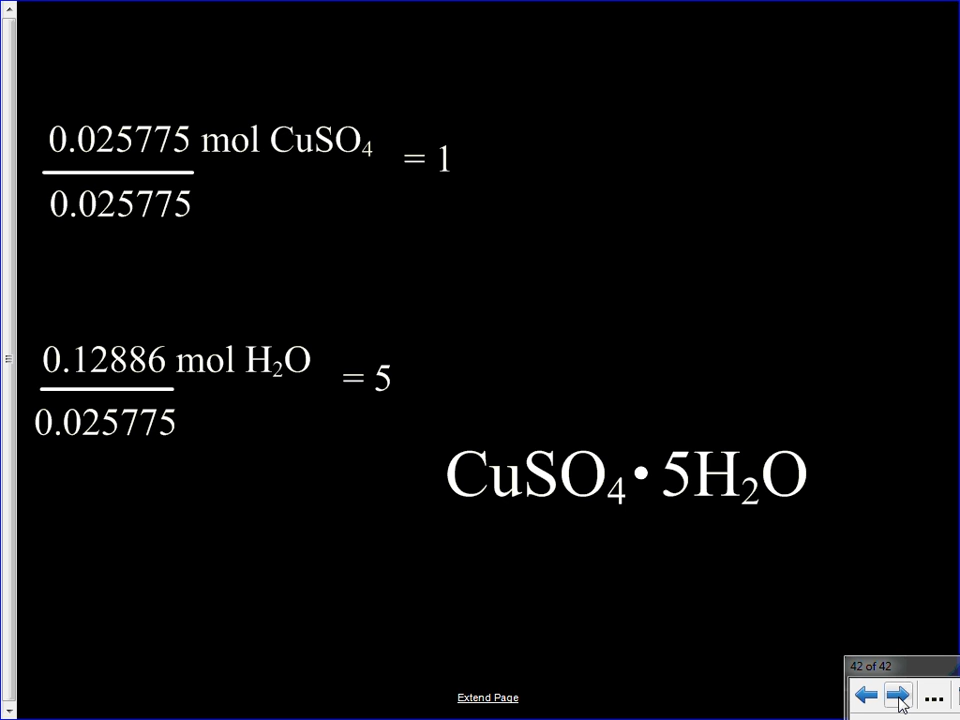 0.025775 mol CuSO₄
= 1
0.025775
0.12886 mol H₂O
= 5
0.025775
CuSO₄•5H₂O
Extend Page
42 of 42
...